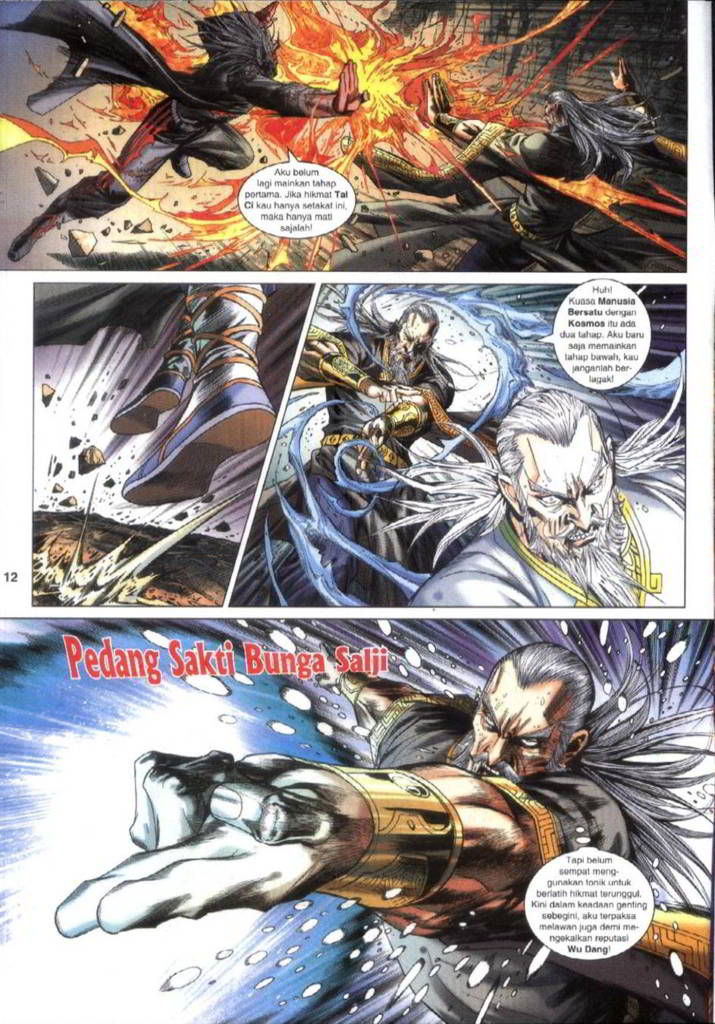 Aku belum
lagi mainkan tahap
pertama. Jika hikmat Tai
Ci kau hanya setakat ini,
maka hanya mati
sajalah!
Huh!
Kuasa Manusia
Bersatu dengan
Kosmos itu ada
dua tahap. Aku baru
saja memainkan
tahap bawah, kau
janganlah ber-
lagak!
12
Pedang Sakti Bunga Salji
Tapi belum
sempat meng-
gunakan tonik untuk
berlatih hikmat terunggul.
Kini dalam keadaan genting
sebegini, aku terpaksa
melawan juga demi me-
ngekalkan reputasi
Wu Dang!